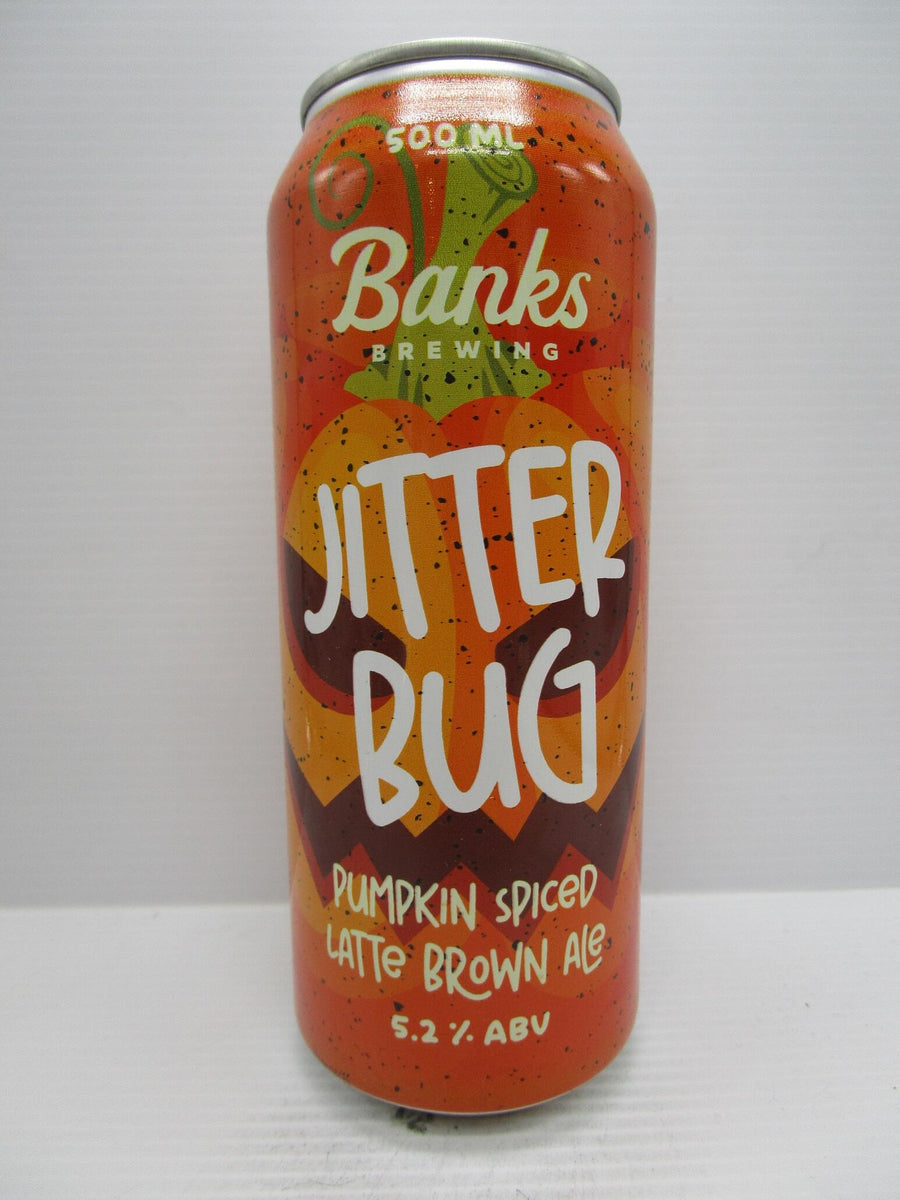 500 ML
Banks
BREWING
JITTER
BUG
PUMPKIN SPICED
LATTE BROWN ALE
5.2 % ABV